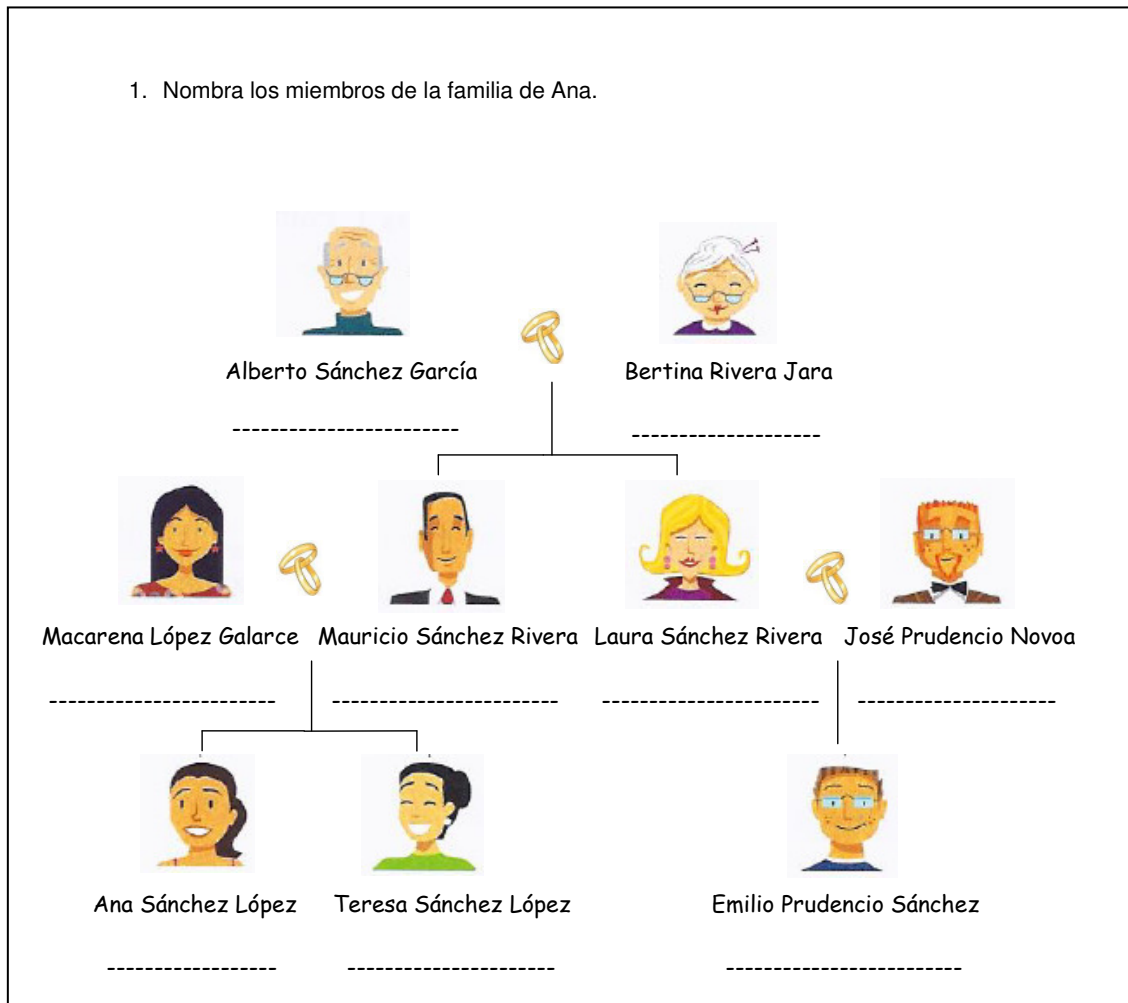 1. Nombra los miembros de la familia de Ana.
Alberto Sánchez García Bertina Rivera Jara
------------------------ --------------------
Macarena López Galarce Mauricio Sánchez Rivera Laura Sánchez Rivera José Prudencio Novoa
------------------------ ------------------------ ----------------------- ---------------------
Ana Sánchez López Teresa Sánchez López Emilio Prudencio Sánchez
------------------ ---------------------- -------------------------